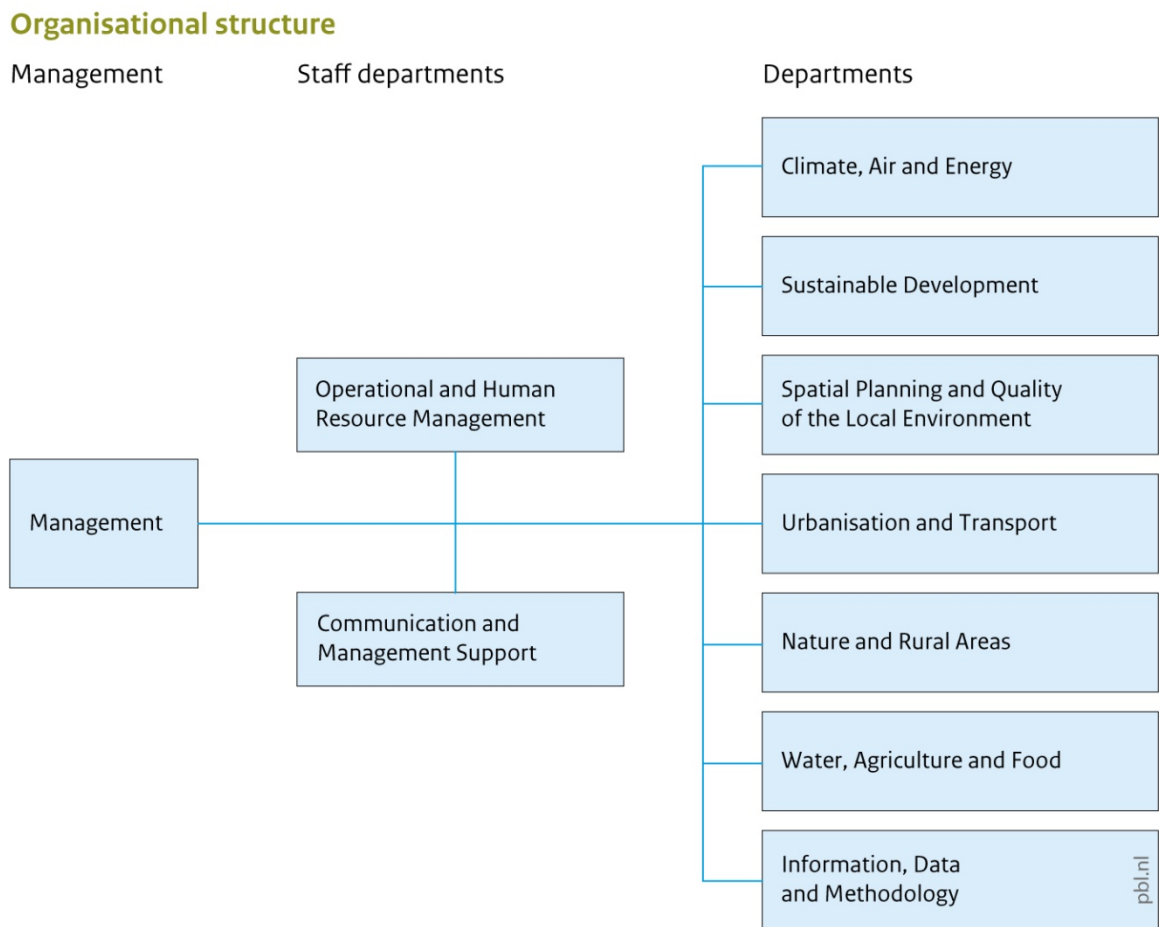 Organisational structure
Management
Staff departments
Departments
Climate, Air and Energy
Sustainable Development
Operational and Human
Resource Management
Spatial Planning and Quality
of the Local Environment
Management
Urbanisation and Transport
Communication and
Management Support
Nature and Rural Areas
Water, Agriculture and Food
Information, Data
and Methodology
pbl.nl